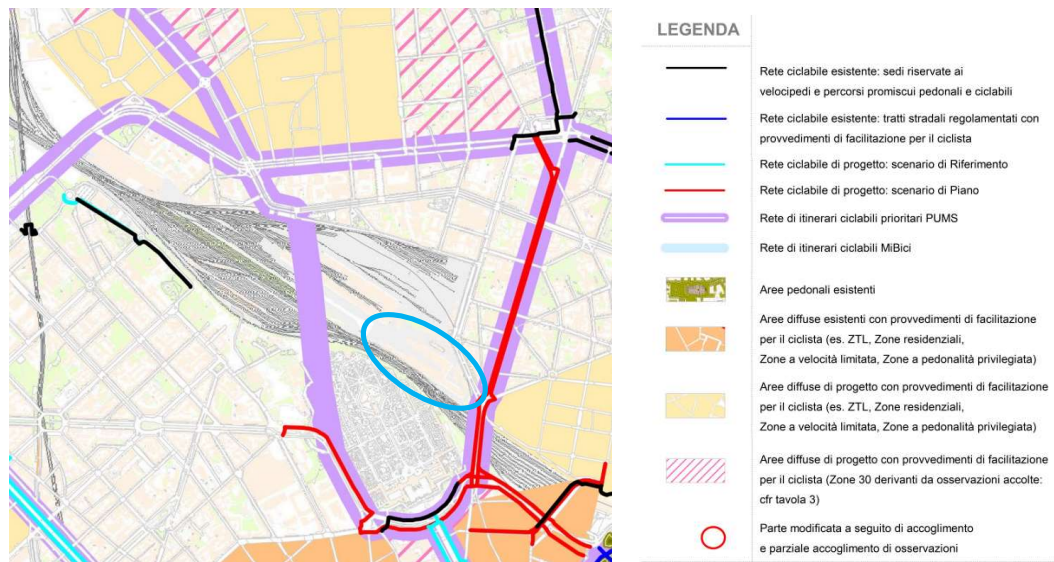 LEGENDA
Rete ciclabile esistente: sedi riservate ai
velocipedi e percorsi promiscui pedonali e ciclabili
Rete ciclabile esistente: tratti stradali regolamentati con
provvedimenti di facilitazione per il ciclista
Rete ciclabile di progetto: scenario di Riferimento
Rete ciclabile di progetto: scenario di Piano
Rete di itinerari ciclabili prioritari PUMS
Rete di itinerari ciclabili MiBici
Aree pedonali esistenti
Aree diffuse esistenti con provvedimenti di facilitazione
per il ciclista (es. ZTL, Zone residenziali,
Zone a velocità limitata, Zone a pedonalità privilegiata)
Aree diffuse di progetto con provvedimenti di facilitazione
per il ciclista (es. ZTL, Zone residenziali,
Zone a velocità limitata, Zone a pedonalità privilegiata)
Aree diffuse di progetto con provvedimenti di facilitazione
per il ciclista (Zone 30 derivanti da osservazioni accolte:
cfr tavola 3)
Parte modificata a seguito di accoglimento
e parziale accoglimento di osservazioni